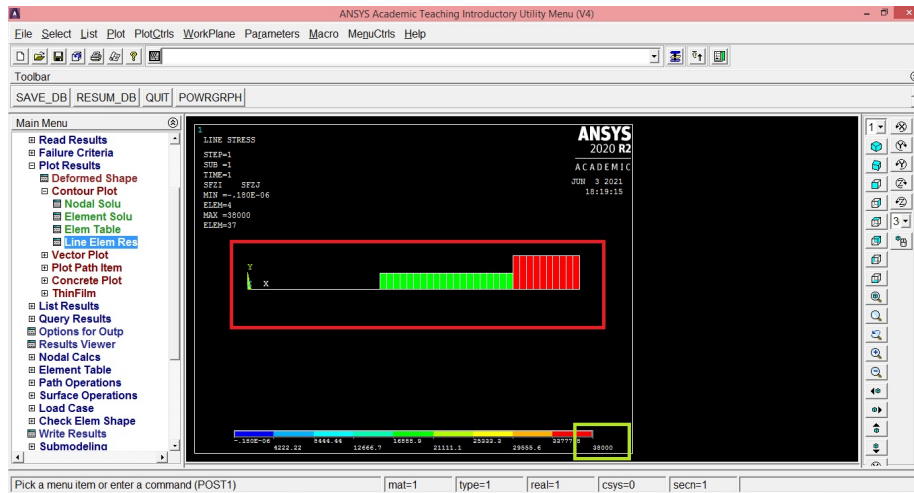 ANSYS Academic Teaching Introductory Utility Menu (V4)
File Select List Plot PlotCtrls WorkPlane Parameters Macro MenuCtrls Help
Toolbar
SAVE_DB RESUM_DB QUIT POWRGRPH
Main Menu
Read Results
Failure Criteria
Plot Results
Deformed Shape
Contour Plot
Nodal Solu
Element Solu
Elem Table
Line Elem Res
Vector Plot
Plot Path Item
Concrete Plot
ThinFilm
List Results
Query Results
Options for Outp
Results Viewer
Nodal Calcs
Element Table
Path Operations
Surface Operations
Load Case
Check Elem Shape
Write Results
Submodeling
1
LINE STRESS
STEP=1
SUB =1
TIME=1
SFZI SFZJ
MIN =-.180E-06
ELEM=4
MAX =38000
ELEM=37
ANSYS
2020 R2
ACADEMIC
JUN 3 2021
18:19:15
Y
X
-.180E-06 8444.44 16888.9 25333.3 33777.8
4222.22 12666.7 21111.1 29555.6 38000
1
3
Pick a menu item or enter a command (POST1) mat=1 type=1 real=1 csys=0 secn=1